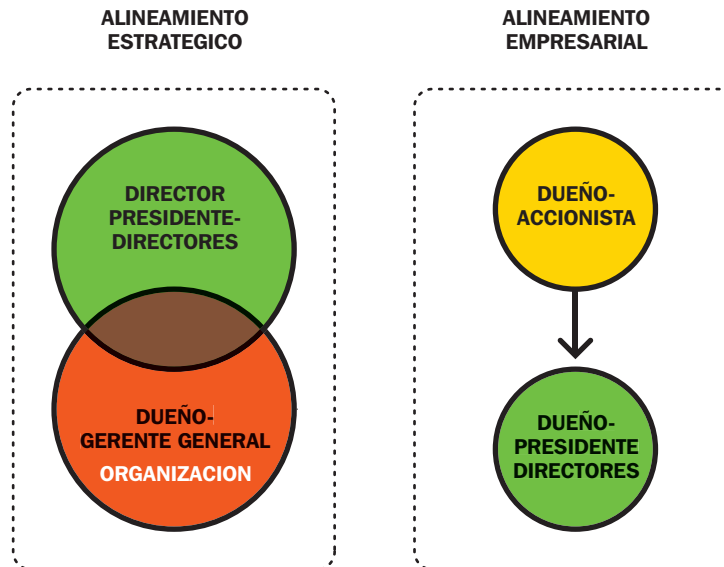 ALINEAMIENTO
ESTRATEGICO
DIRECTOR
PRESIDENTE-
DIRECTORES
DUEÑO-
GERENTE GENERAL
ORGANIZACION
ALINEAMIENTO
EMPRESARIAL
DUEÑO-
ACCIONISTA
DUEÑO-
PRESIDENTE
DIRECTORES